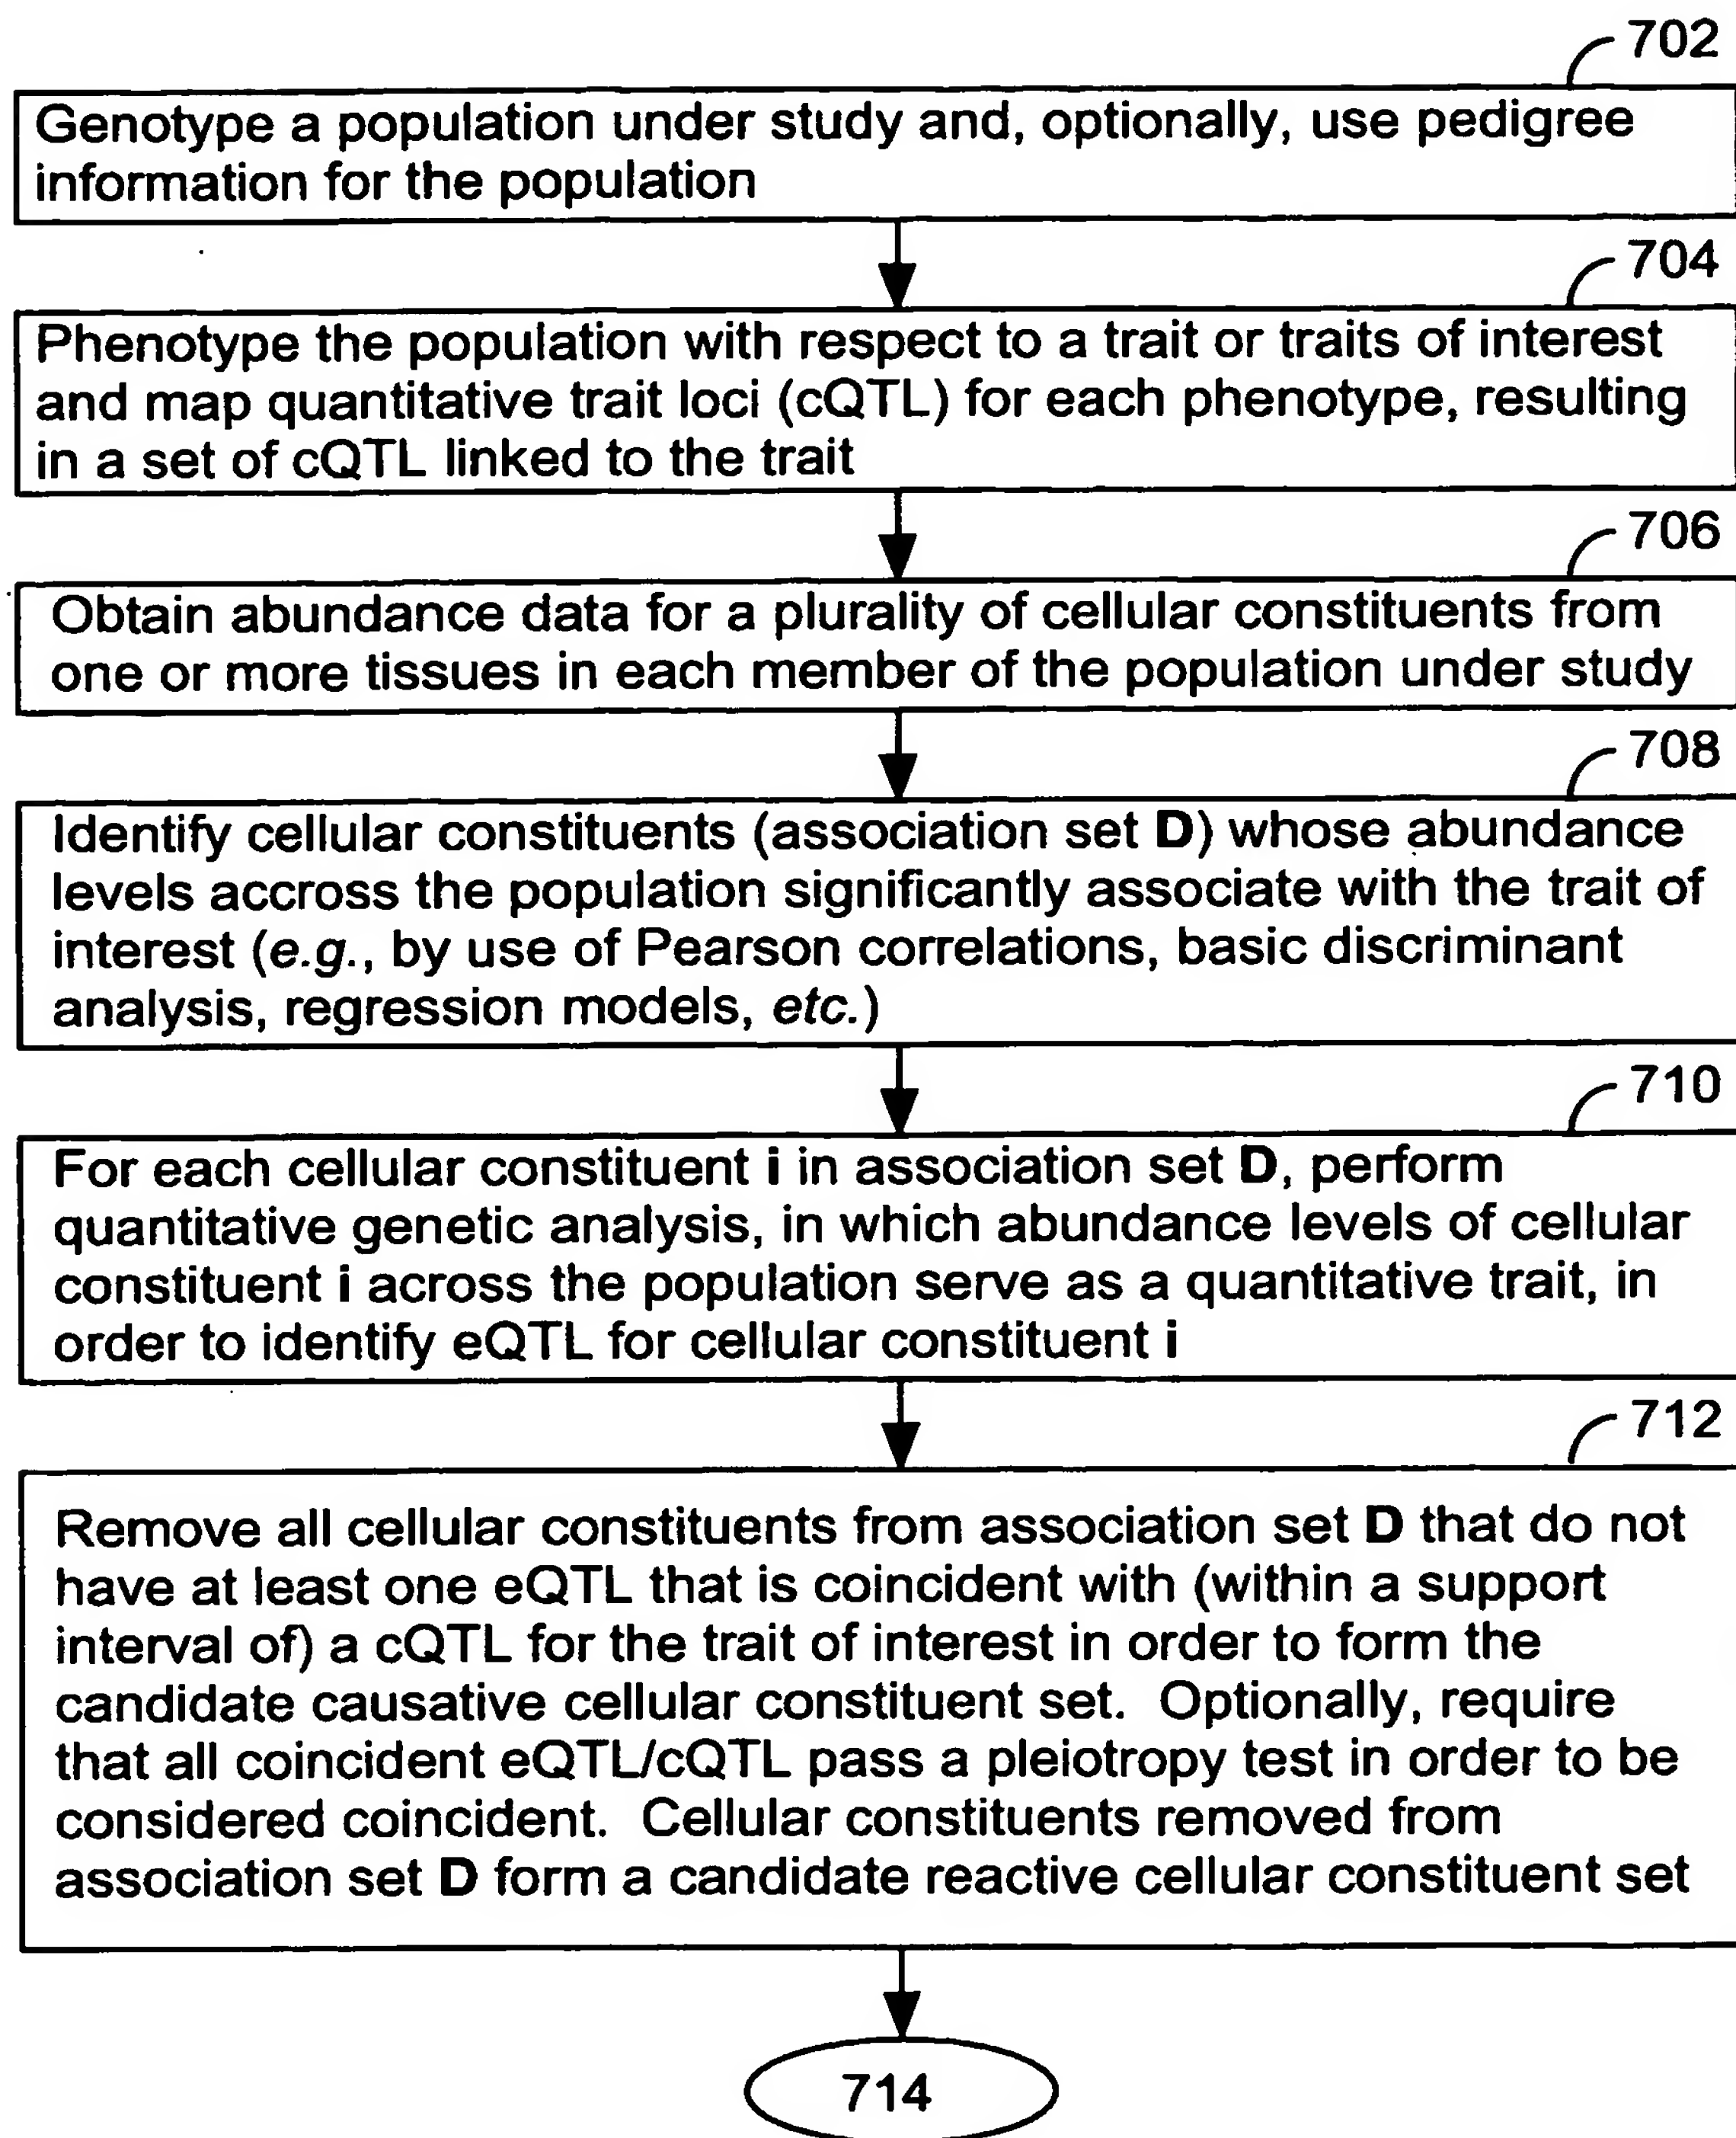 702
Genotype a population under study and, optionally, use pedigree
information for the population
704
Phenotype the population with respect to a trait or traits of interest
and map quantitative trait loci (cQTL) for each phenotype, resulting
in a set of cQTL linked to the trait
706
Obtain abundance data for a plurality of cellular constituents from
one or more tissues in each member of the population under study
708
Identify cellular constituents (association set D) whose abundance
levels accross the population significantly associate with the trait of
interest (e.g., by use of Pearson correlations, basic discriminant
analysis, regression models, etc.)
710
For each cellular constituent i in association set D, perform
quantitative genetic analysis, in which abundance levels of cellular
constituent i across the population serve as a quantitative trait, in
order to identify eQTL for cellular constituent i
712
Remove all cellular constituents from association set D that do not
have at least one eQTL that is coincident with (within a support
interval of) a cQTL for the trait of interest in order to form the
candidate causative cellular constituent set.  Optionally, require
that all coincident eQTL/cQTL pass a pleiotropy test in order to be
considered coincident.  Cellular constituents removed from
association set D form a candidate reactive cellular constituent set
714